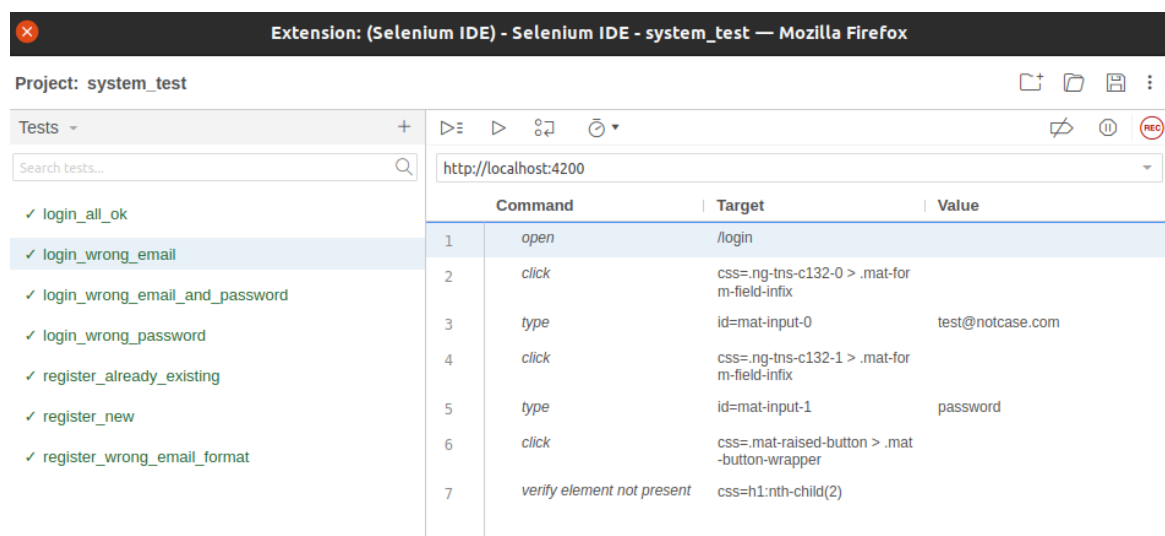 Extension: (Selenium IDE) - Selenium IDE - system_test — Mozilla Firefox
Project: system_test
Tests
Search tests...
✓ login_all_ok
✓ login_wrong_email
✓ login_wrong_email_and_password
✓ login_wrong_password
✓ register_already_existing
✓ register_new
✓ register_wrong_email_format
REC
http://localhost:4200
Command Target Value
1 open /login
2 click css=.ng-tns-c132-0 > .mat-for
m-field-infix
3 type id=mat-input-0 test@notcase.com
4 click css=.ng-tns-c132-1 > .mat-for
m-field-infix
5 type id=mat-input-1 password
6 click css=.mat-raised-button > .mat
-button-wrapper
7 verify element not present css=h1:nth-child(2)